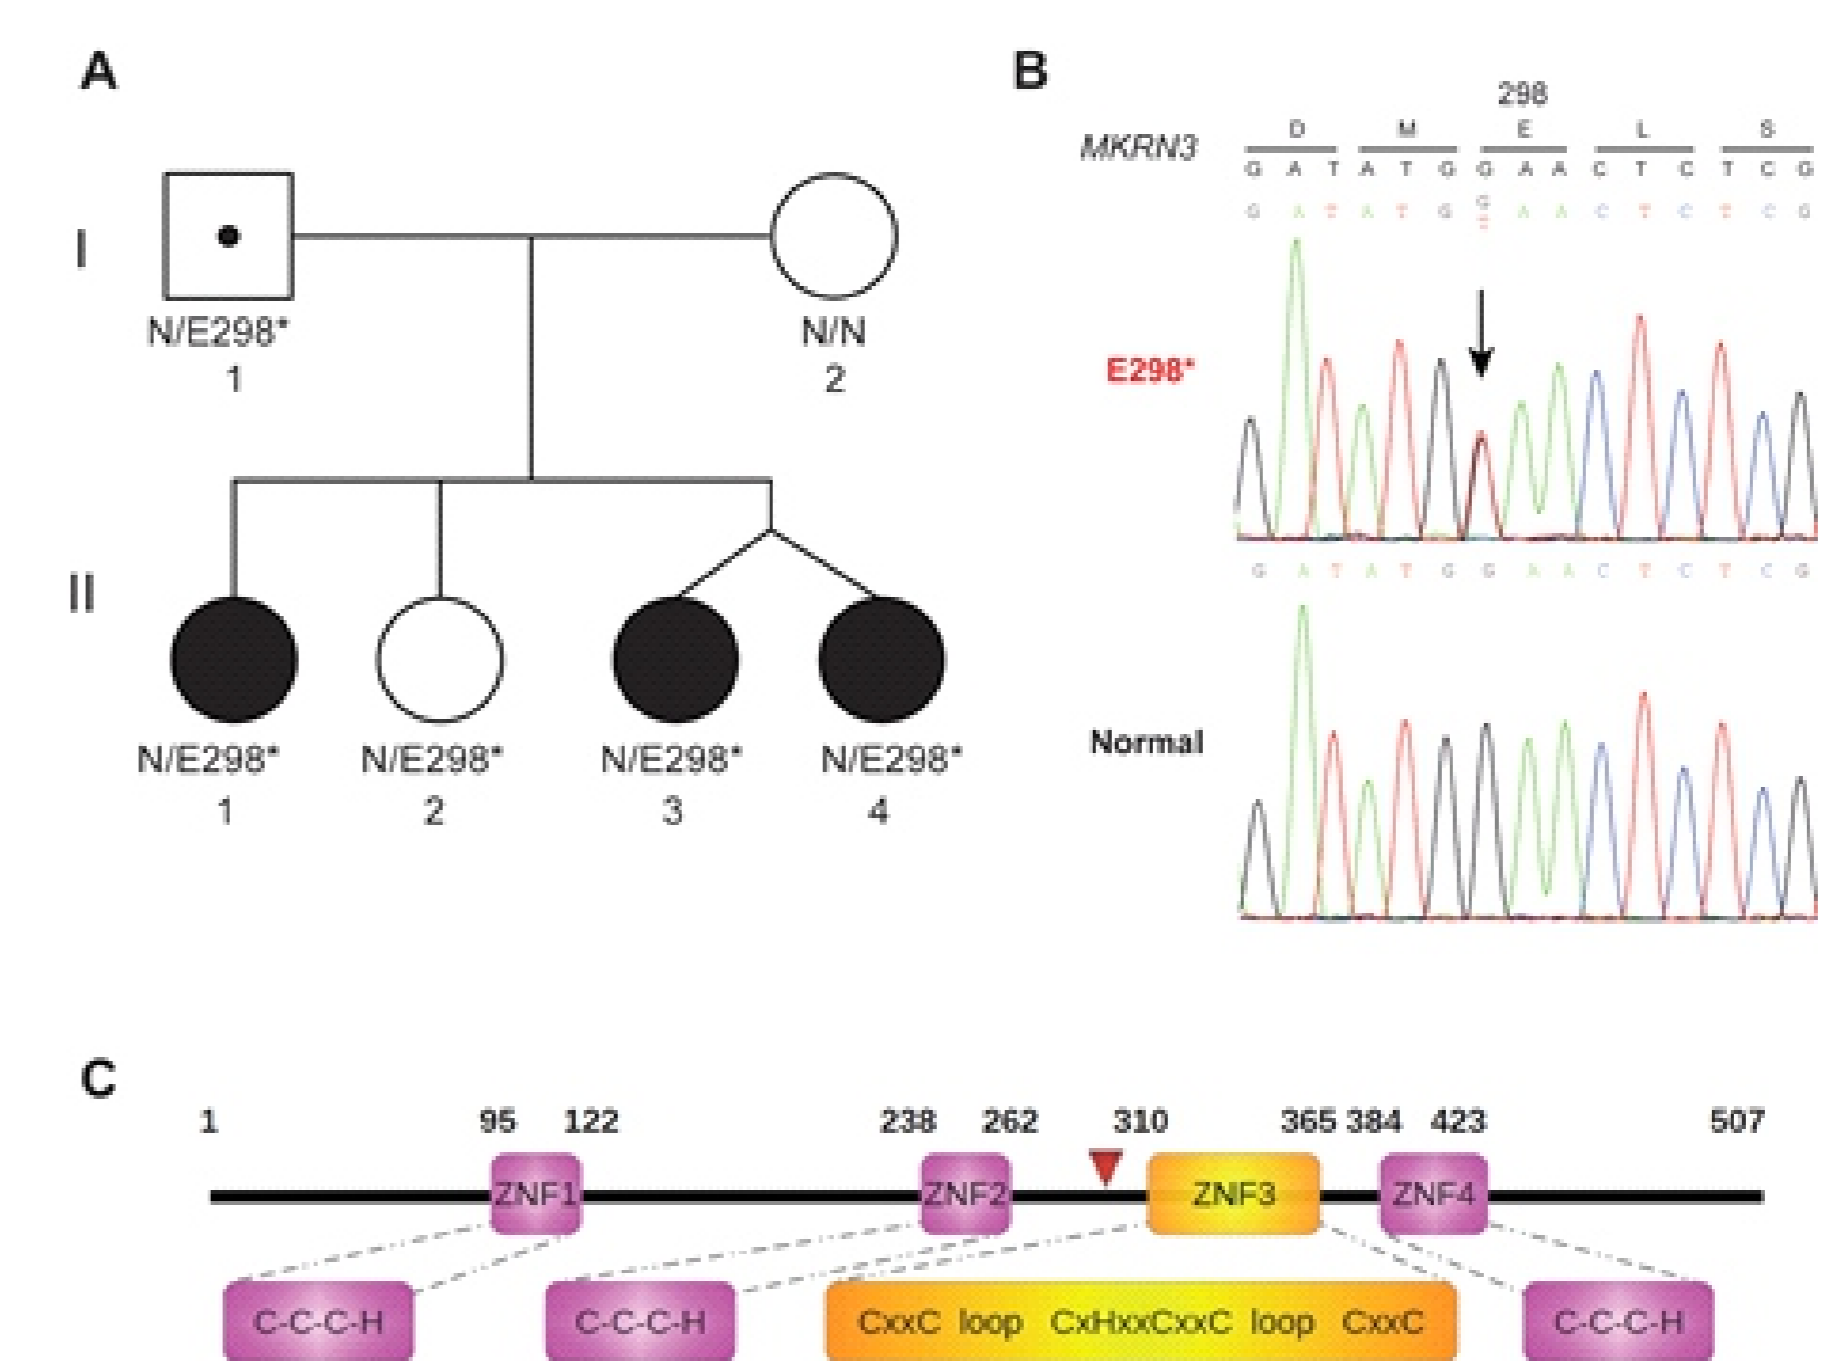 A
I
N/E298*
1
N/N
2
II
N/E298*
1
N/E298*
2
N/E298*
3
N/E298*
4
B
298
MKRN3
D M E L S
G A T A T G G A A C T C T C G
G A T A T G G A A C T C T C G
T
E298*
G A T A T G G A A C T C T C G
Normal
C
1 95 122 238 262 310 365 384 423 507
ZNF1 ZNF2 ZNF3 ZNF4
C-C-C-H C-C-C-H CxxC loop CxHxxCxxC loop CxxC C-C-C-H